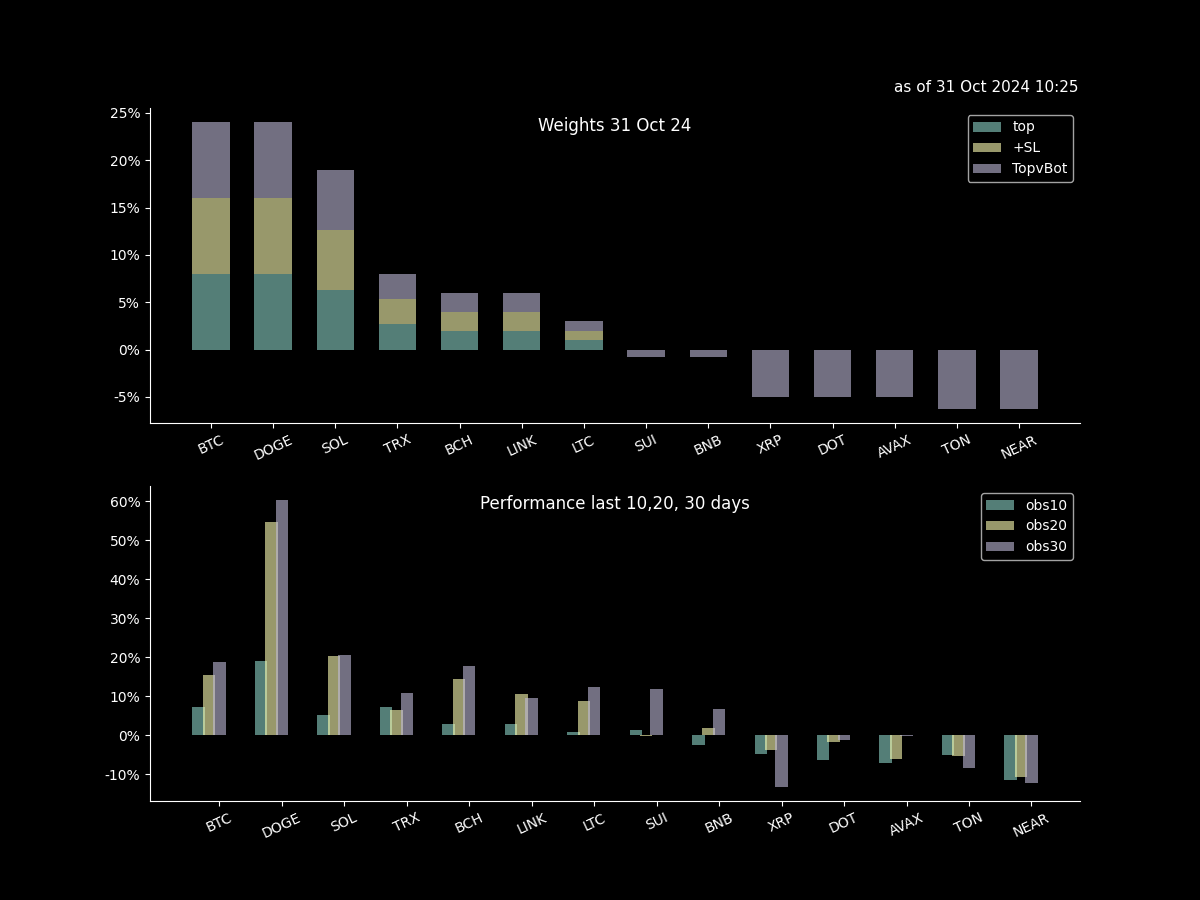 as of 31 Oct 2024 10:25
Weights 31 Oct 24
25%
20%
15%
10%
5%
0%
-5%
top
+SL
TopvBot
BTC DOGE SOL TRX BCH LINK LTC SUI BNB XRP DOT AVAX TON NEAR
Performance last 10,20, 30 days
60%
50%
40%
30%
20%
10%
0%
-10%
obs10
obs20
obs30
BTC DOGE SOL TRX BCH LINK LTC SUI BNB XRP DOT AVAX TON NEAR